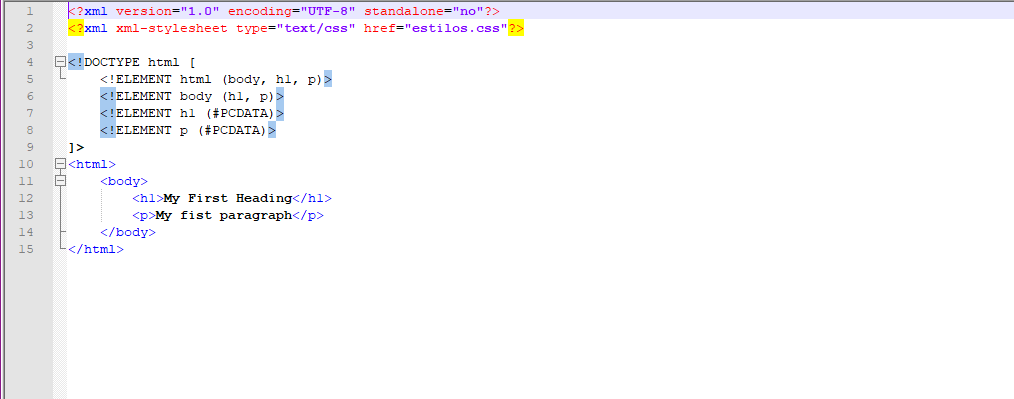 1 <?xml version="1.0" encoding="UTF-8" standalone="no"?>
2 <?xml xml-stylesheet type="text/css" href="estilos.css"?>
3
4 <!DOCTYPE html [
5 <!ELEMENT html (body, h1, p)>
6 <!ELEMENT body (h1, p)>
7 <!ELEMENT h1 (#PCDATA)>
8 <!ELEMENT p (#PCDATA)>
9 ]>
10 <html>
11 <body>
12 <h1>My First Heading</h1>
13 <p>My fist paragraph</p>
14 </body>
15 </html>